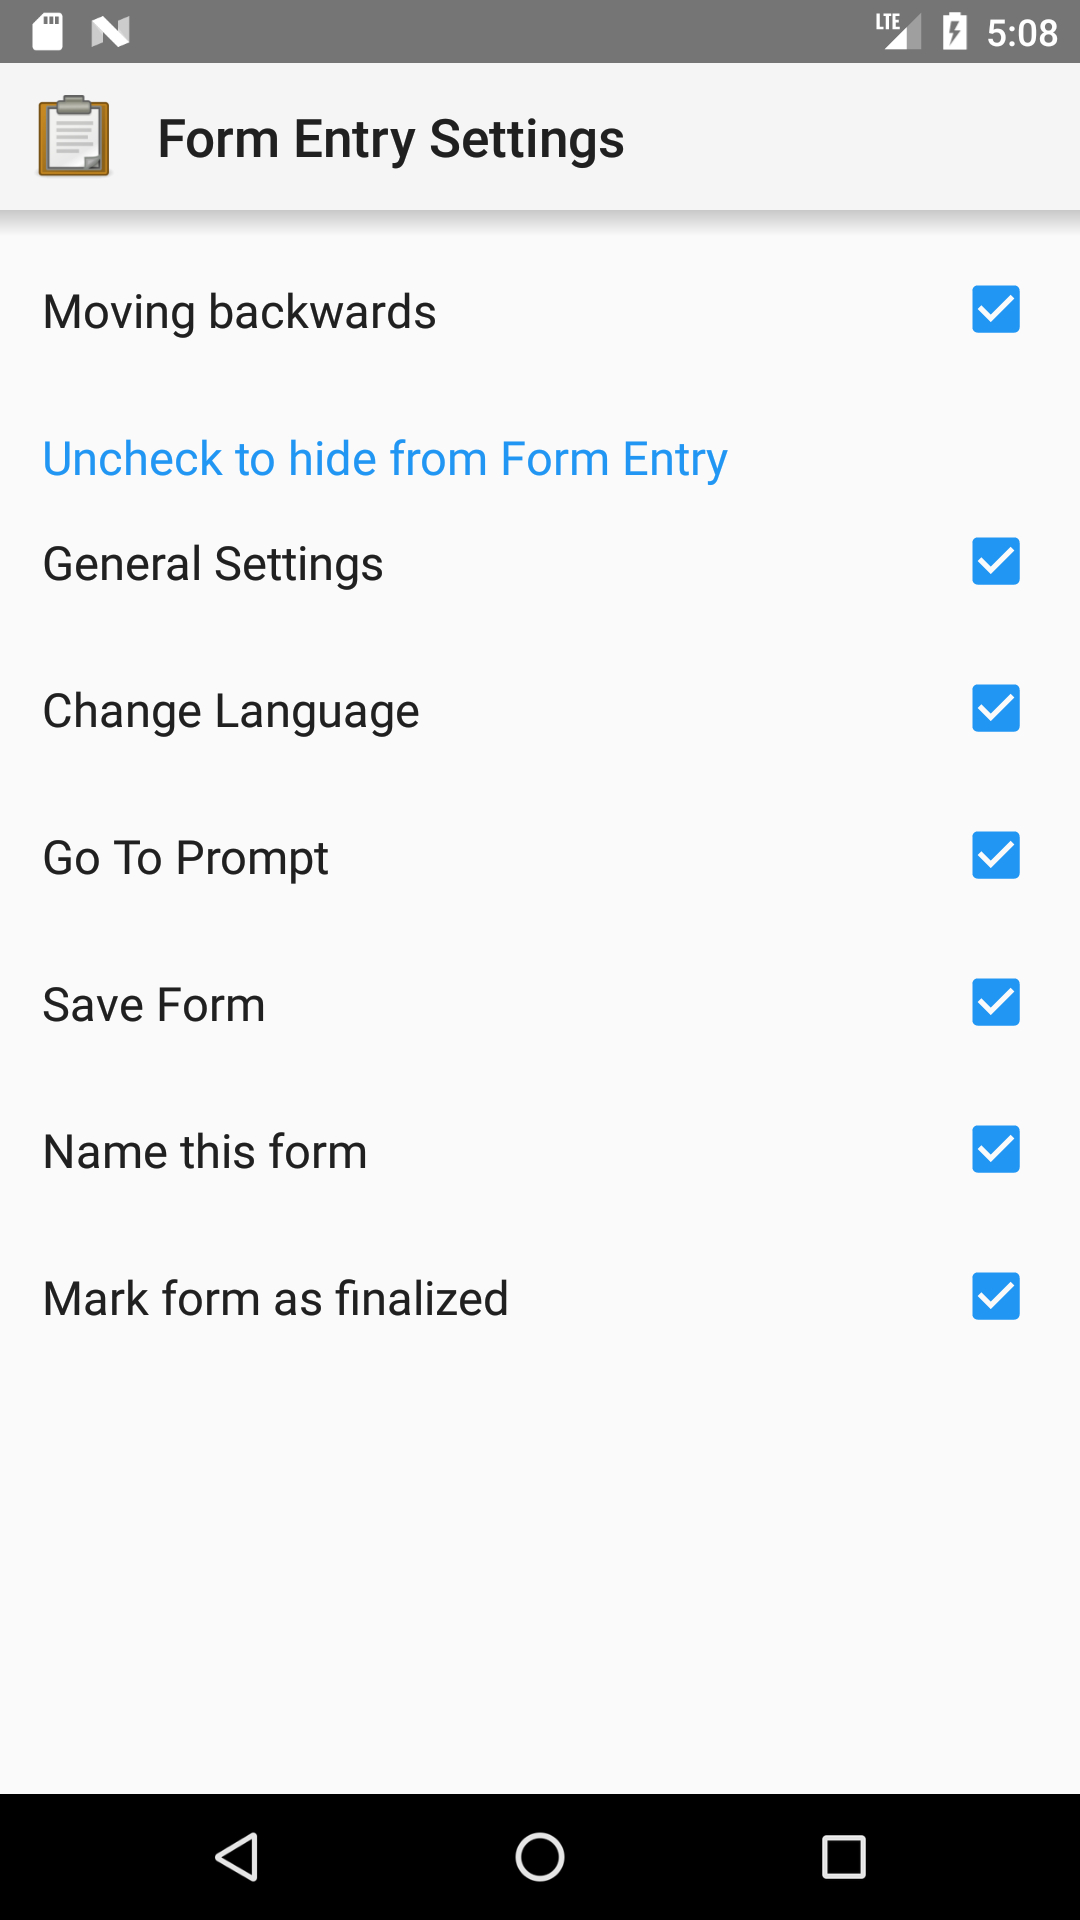 LTE 5:08
Form Entry Settings
Moving backwards
Uncheck to hide from Form Entry
General Settings
Change Language
Go To Prompt
Save Form
Name this form
Mark form as finalized